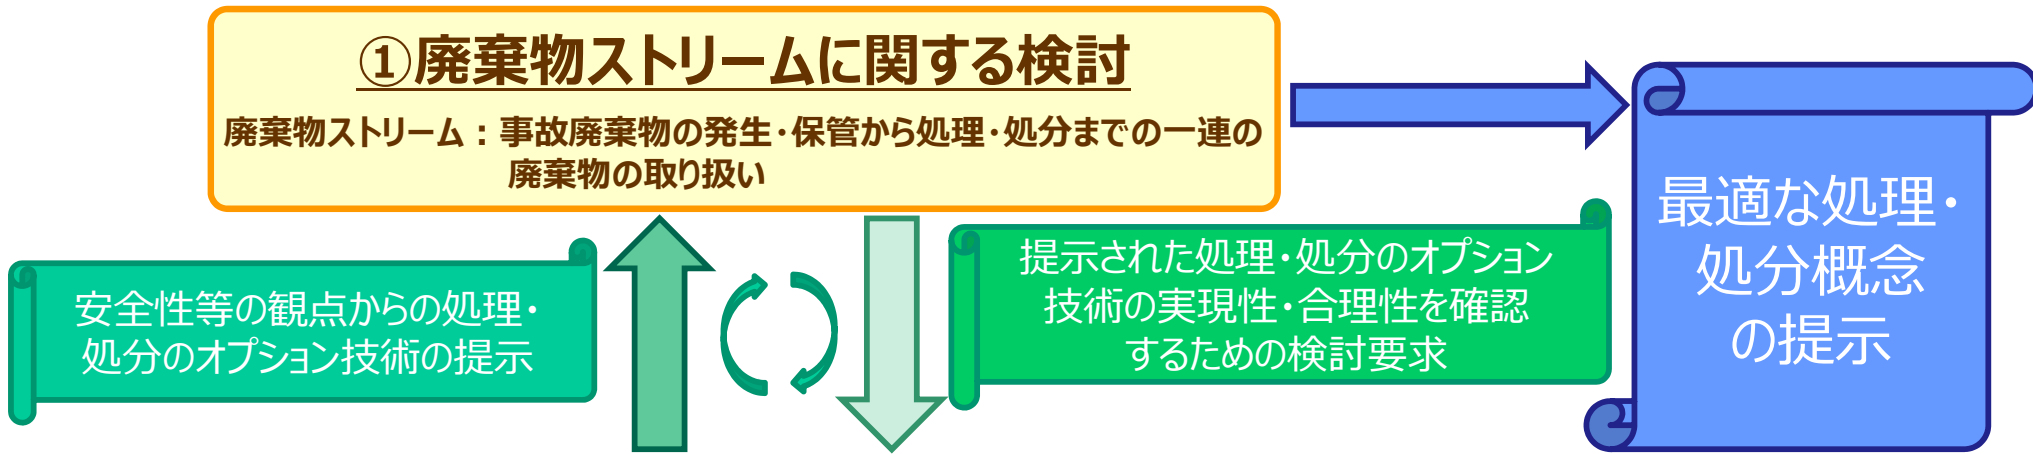 ①廃棄物ストリームに関する検討
廃棄物ストリーム：事故廃棄物の発生・保管から処理・処分までの一連の
廃棄物の取り扱い
安全性等の観点からの処理・
処分のオプション技術の提示
提示された処理・処分のオプション
技術の実現性・合理性を確認
するための検討要求
最適な処理・
処分概念
の提示